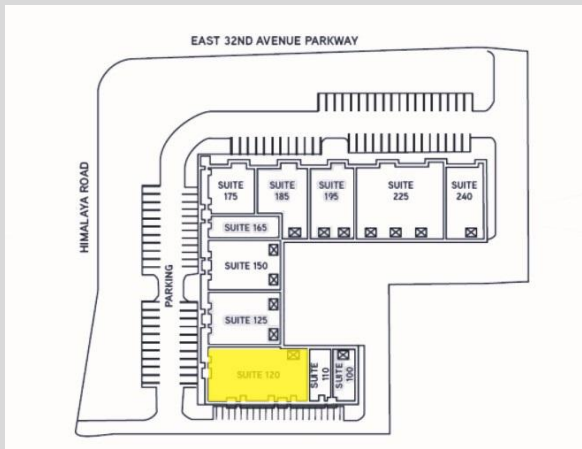 EAST 32ND AVENUE PARKWAY
HIMALAYA ROAD
PARKING
SUITE
175
SUITE
185
SUITE
195
SUITE
225
SUITE
240
SUITE 165
SUITE 150
SUITE 125
SUITE 120
SUITE
110
SUITE
100